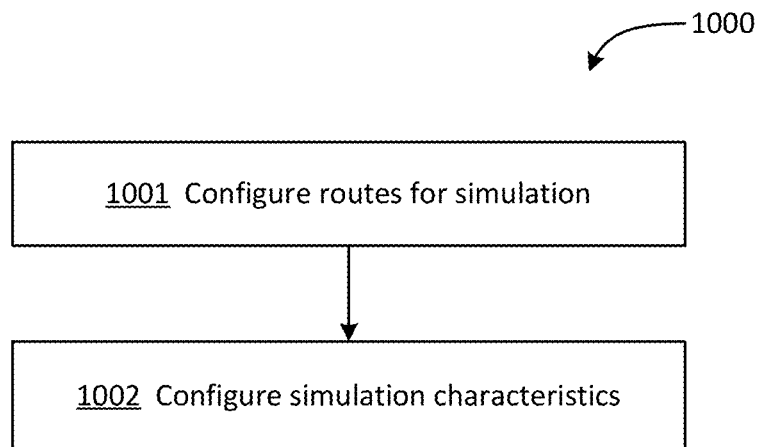 1000
1001 Configure routes for simulation
1002 Configure simulation characteristics